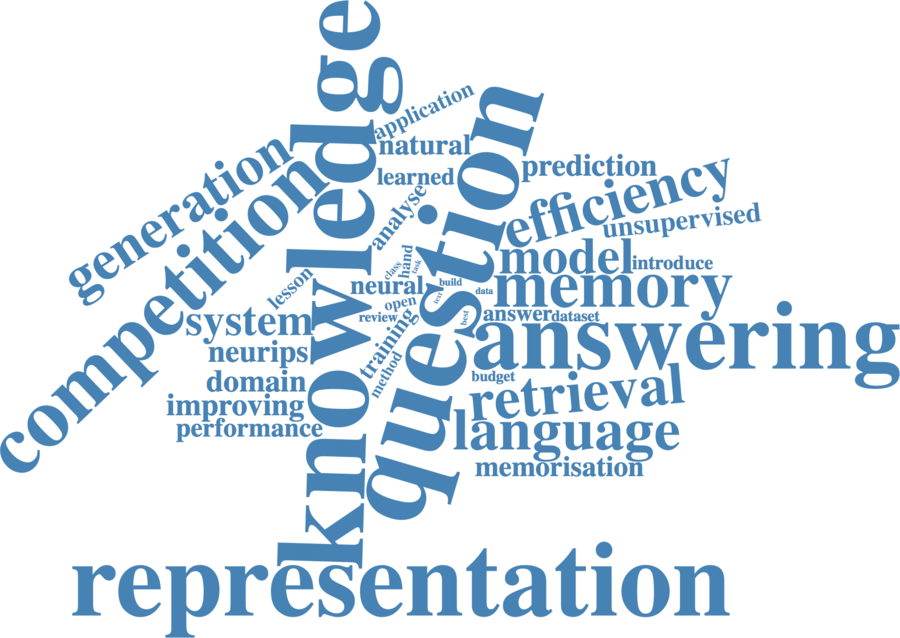 knowledge
application
question
natural
generation
competition
learned
prediction
efficiency
analyse
unsupervised
model
introduce
hand
task
class
lesson
neural
build
text
data
memory
open
review
system
training
best
answer
dataset
answering
neurips
method
domain
budget
retrieval
improving
performance
language
memorisation
representation